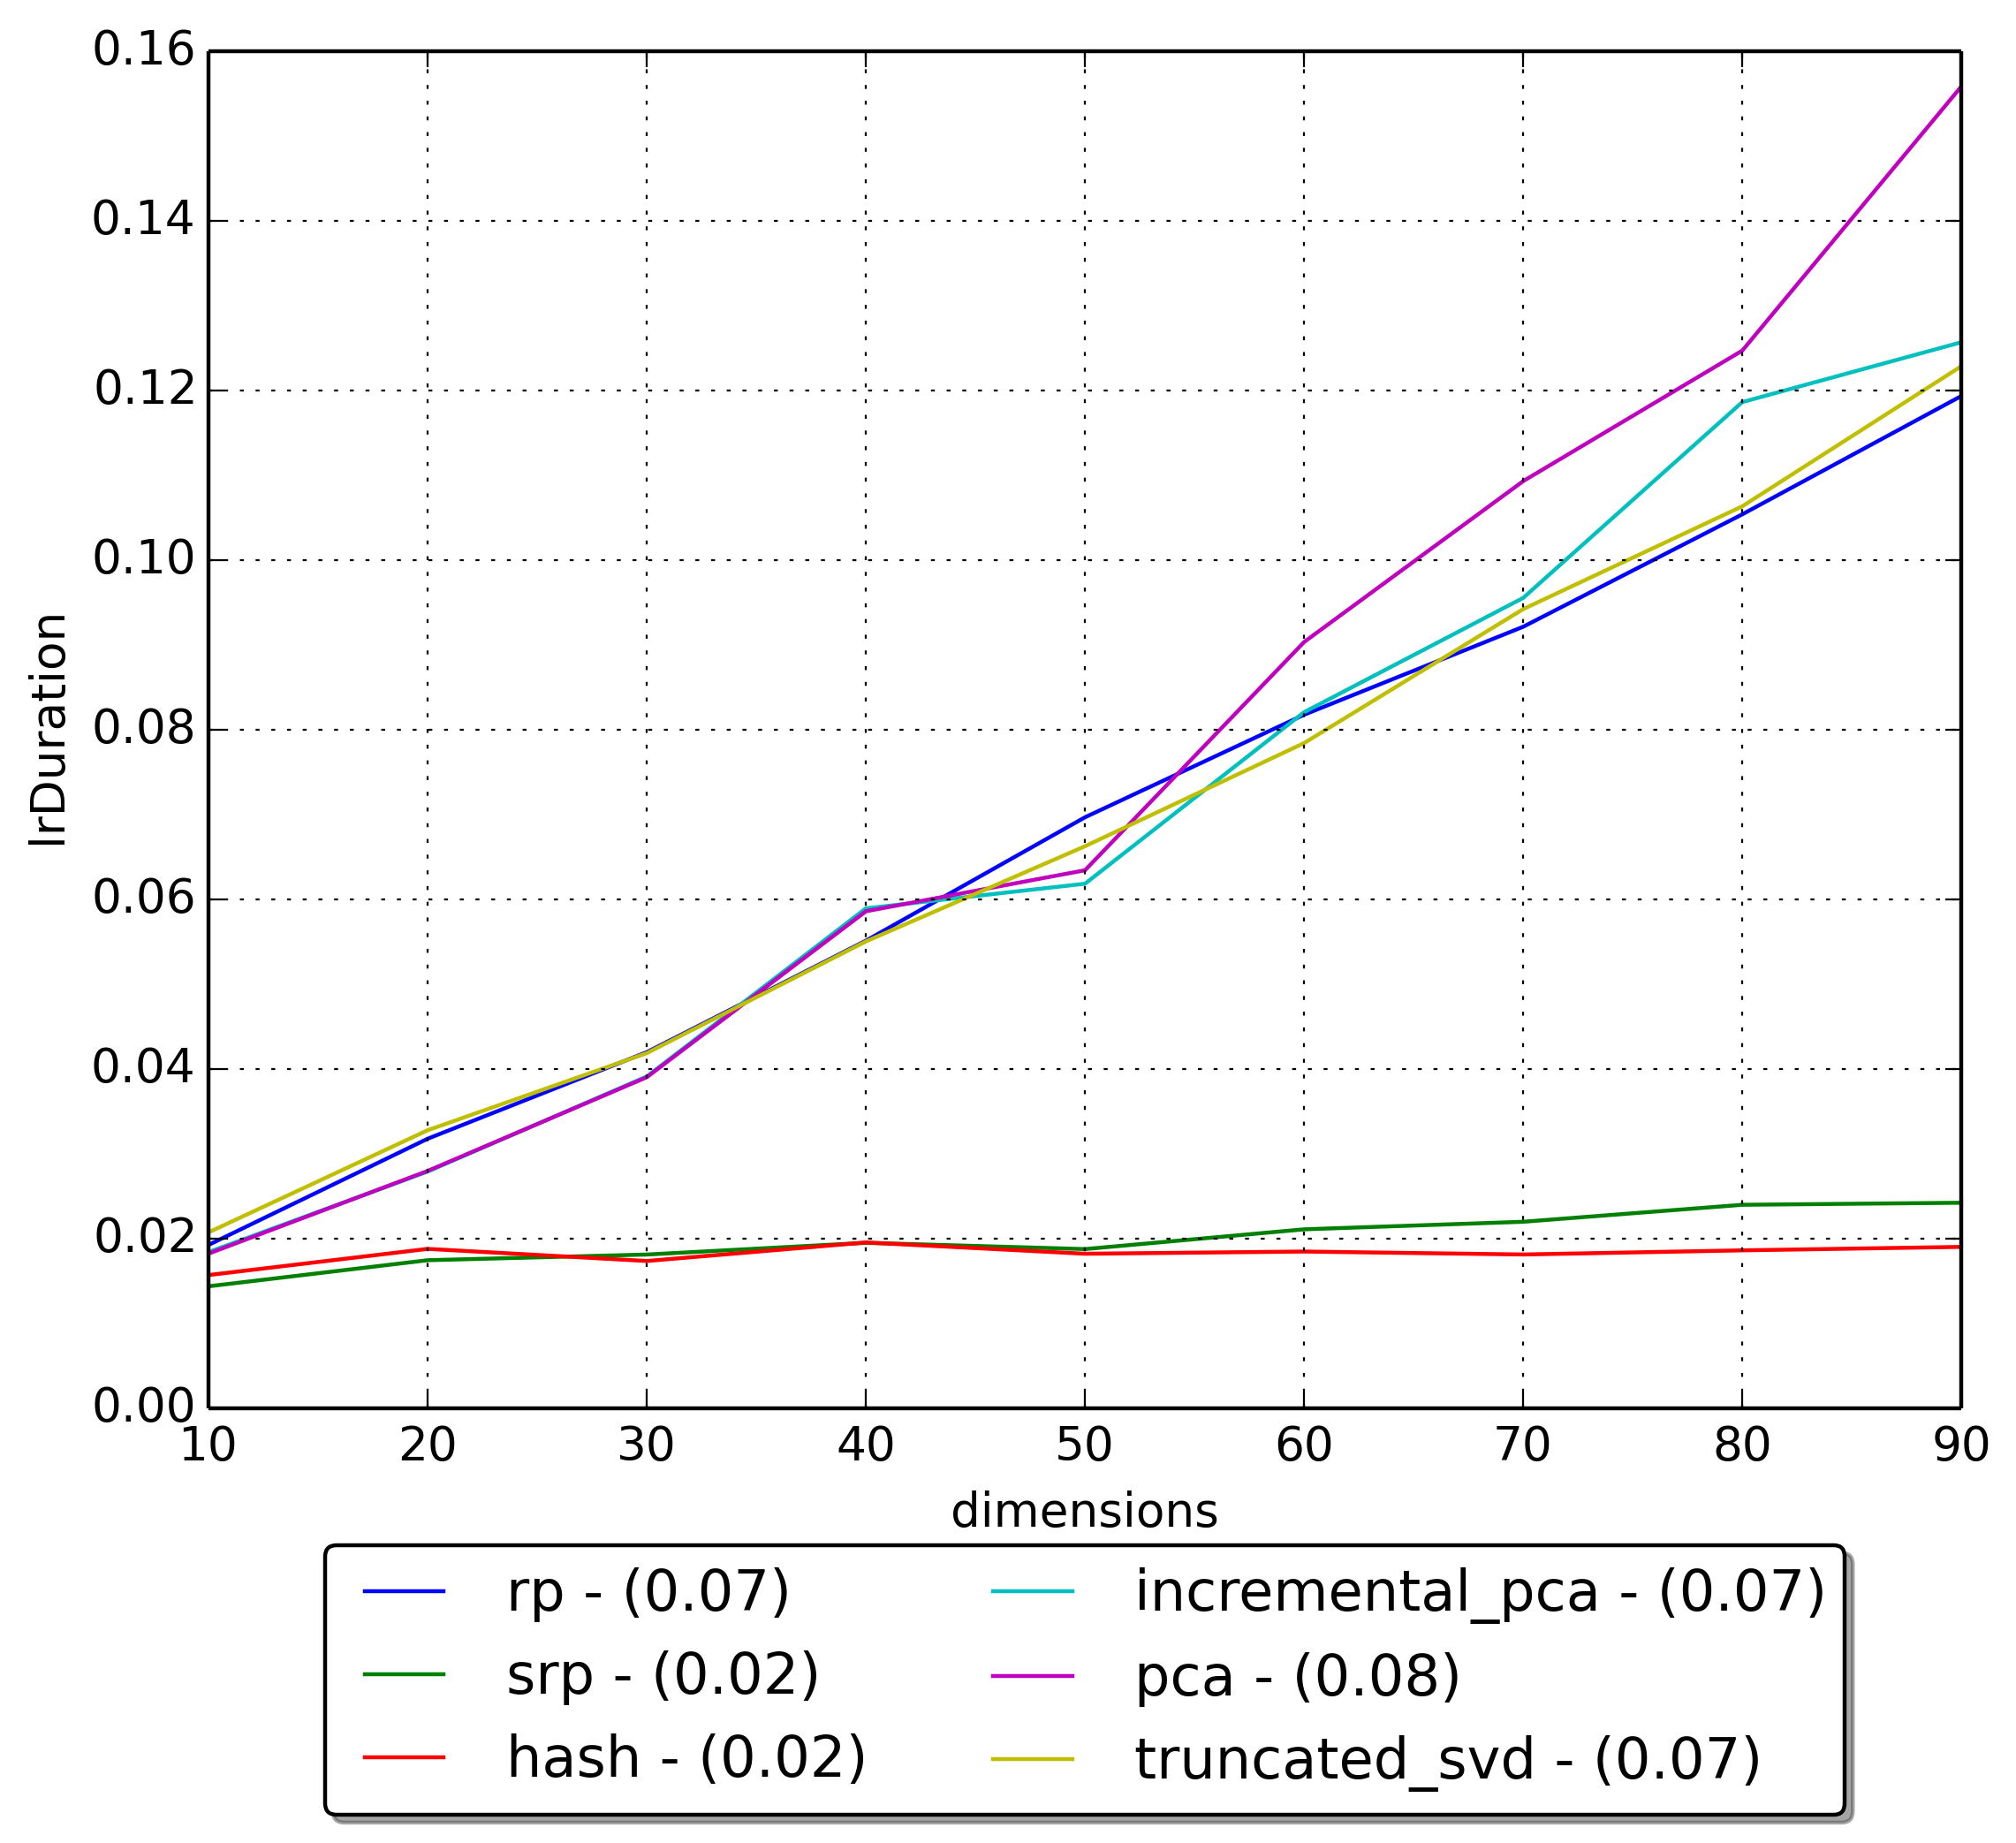 0.16
0.14
0.12
0.10
0.08
0.06
0.04
0.02
0.00
lrDuration
10 20 30 40 50 60 70 80 90
dimensions
rp - (0.07) incremental_pca - (0.07)
srp - (0.02) pca - (0.08)
hash - (0.02) truncated_svd - (0.07)